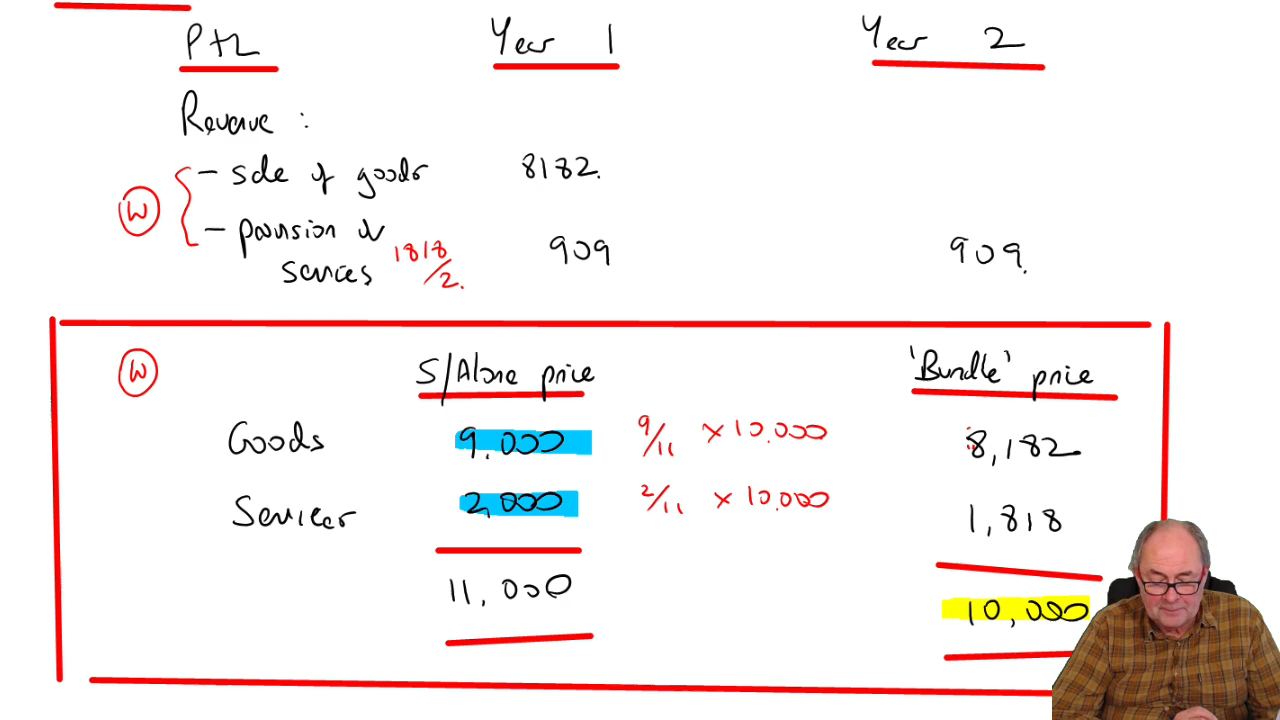 P+L Year 1 Year 2
Revenue :
W - sale of goods 8182.
- provision of
services 1818/2. 909 909.
W S/Alone price 'Bundle' price
Goods 9,000 9/11 × 10,000 8,182
Services 2,000 2/11 × 10,000 1,818
11,000 10,000